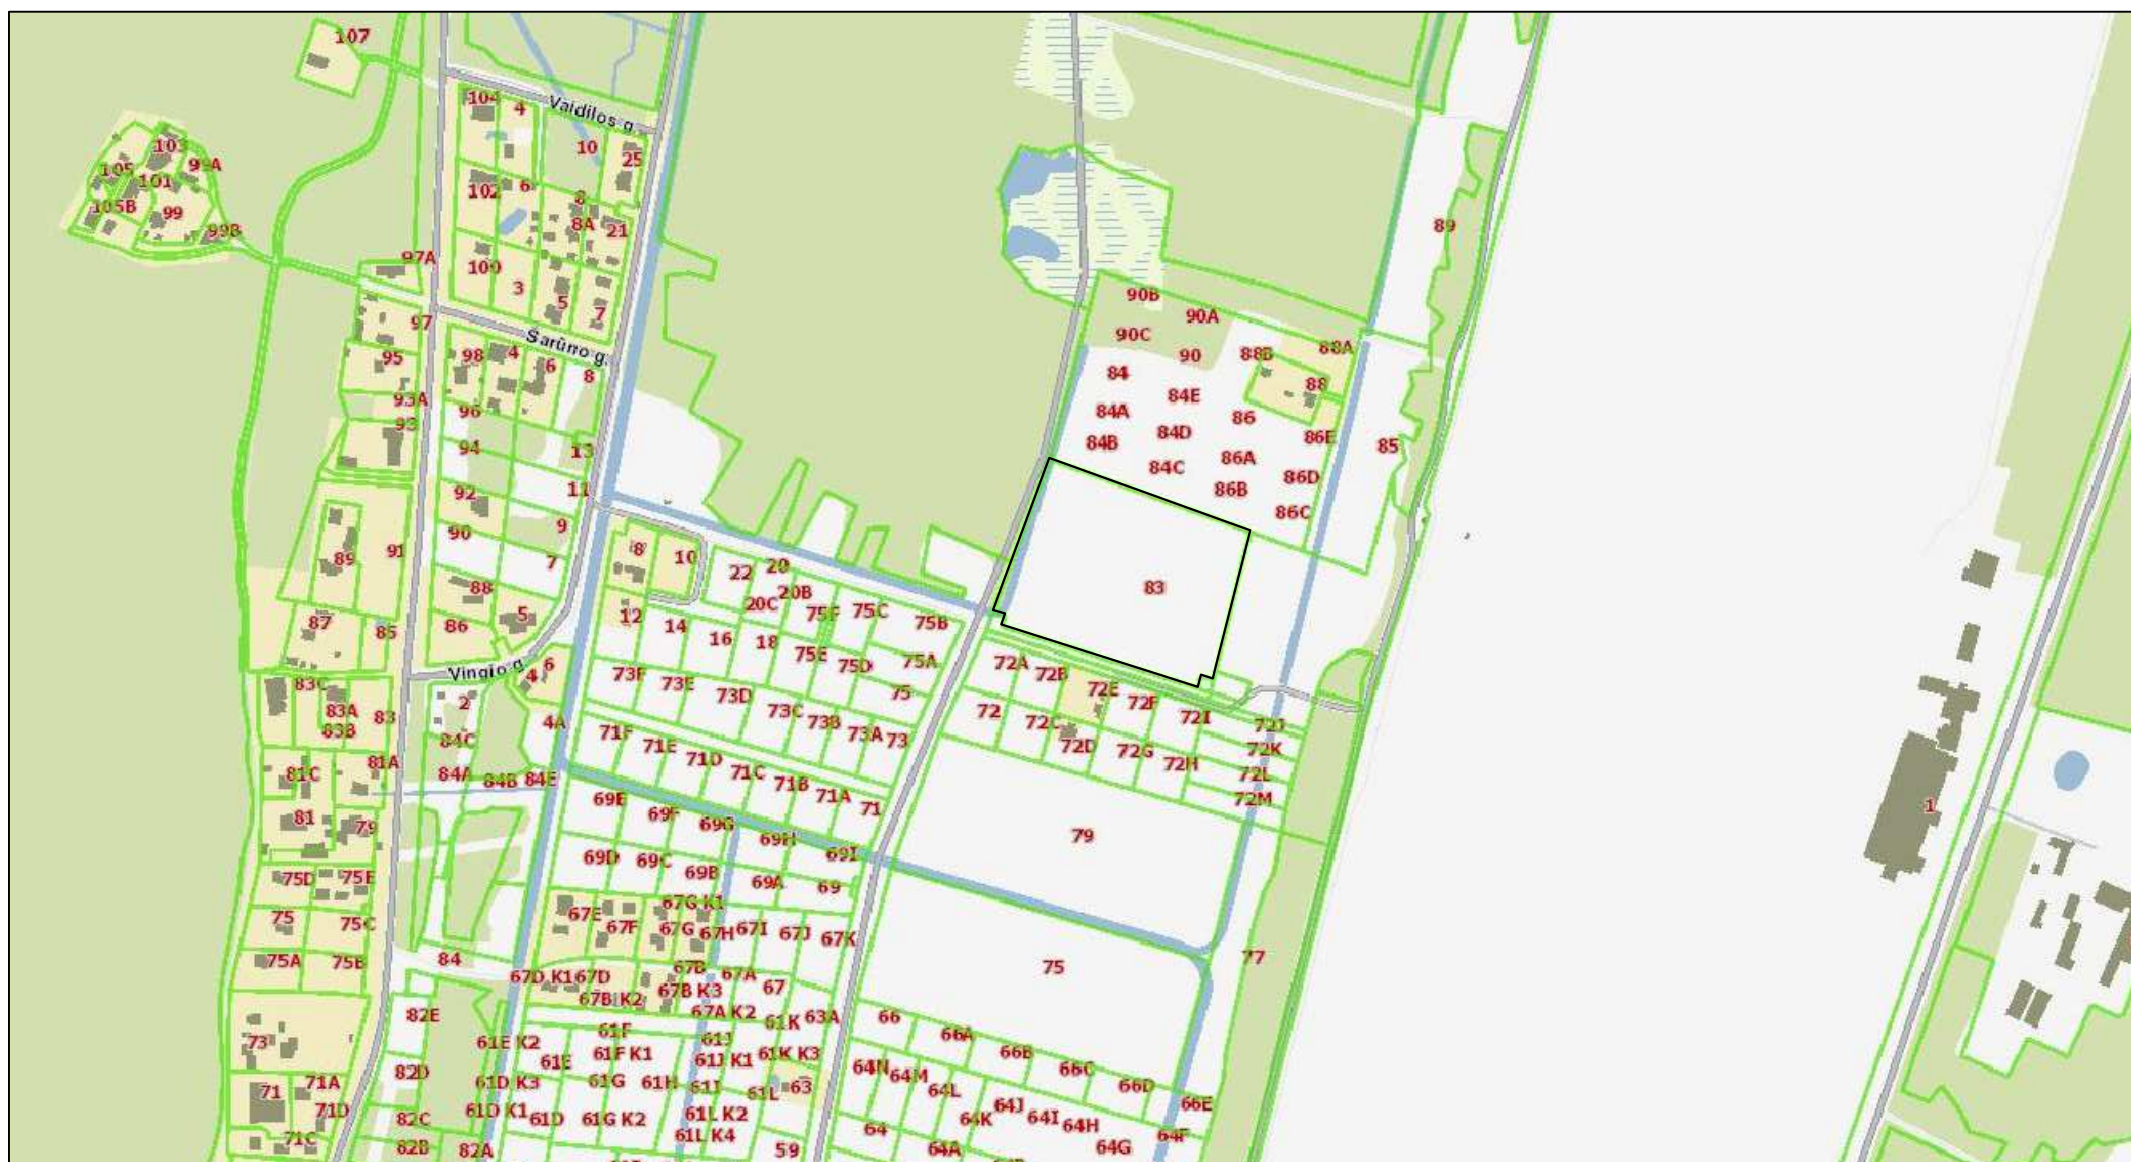 107
104
4
Vaidilos g.
10
25
103
99A
105
101
102
6
8
105B
99
8A
21
99B
89
97A
100
3
5
7
90B
90A
97
90C
Sarūno g.
98
4
6
8
95
90
88B
88A
88
84
84E
93A
96
84A
86
93
94
84B
84D
86E
13
85
84C
86A
86D
92
11
86B
86C
90
9
91
89
7
8
10
22
20
20B
20C
83
88
5
86
87
85
12
14
16
18
75F
75C
75B
75E
75D
75A
75
72A
72B
72E
72F
72I
72J
Vingio g.
4
6
73F
73E
73D
73C
73B
73A
73
72
72C
72D
72G
72H
72K
72L
72M
83C
83A
83
83B
2
4A
84C
84A
84B
84E
71F
71E
71D
71C
71B
71A
71
81C
81A
81
79
69E
69F
69G
69H
69I
79
1
69D
69C
69B
69A
69
75D
75E
75
75C
75A
75B
67E
67F
67G K1
67G
67H
67I
67J
67K
84
67D K1
67D
67B
67A
67
67B K2
67B K3
67A K2
75
77
82E
61K
63A
66
66A
66B
66C
66D
66E
73
61E K2
61F
61E
61F K1
61J
61J K1
61K K3
64N
64M
64L
64K
64J
64I
64H
64G
64F
82D
61D K3
61G
61H
61I
61L
63
71
71A
71D
71C
82C
61D K1
61D
61G K2
61L K2
61L K4
64
64A
82B
82A
59